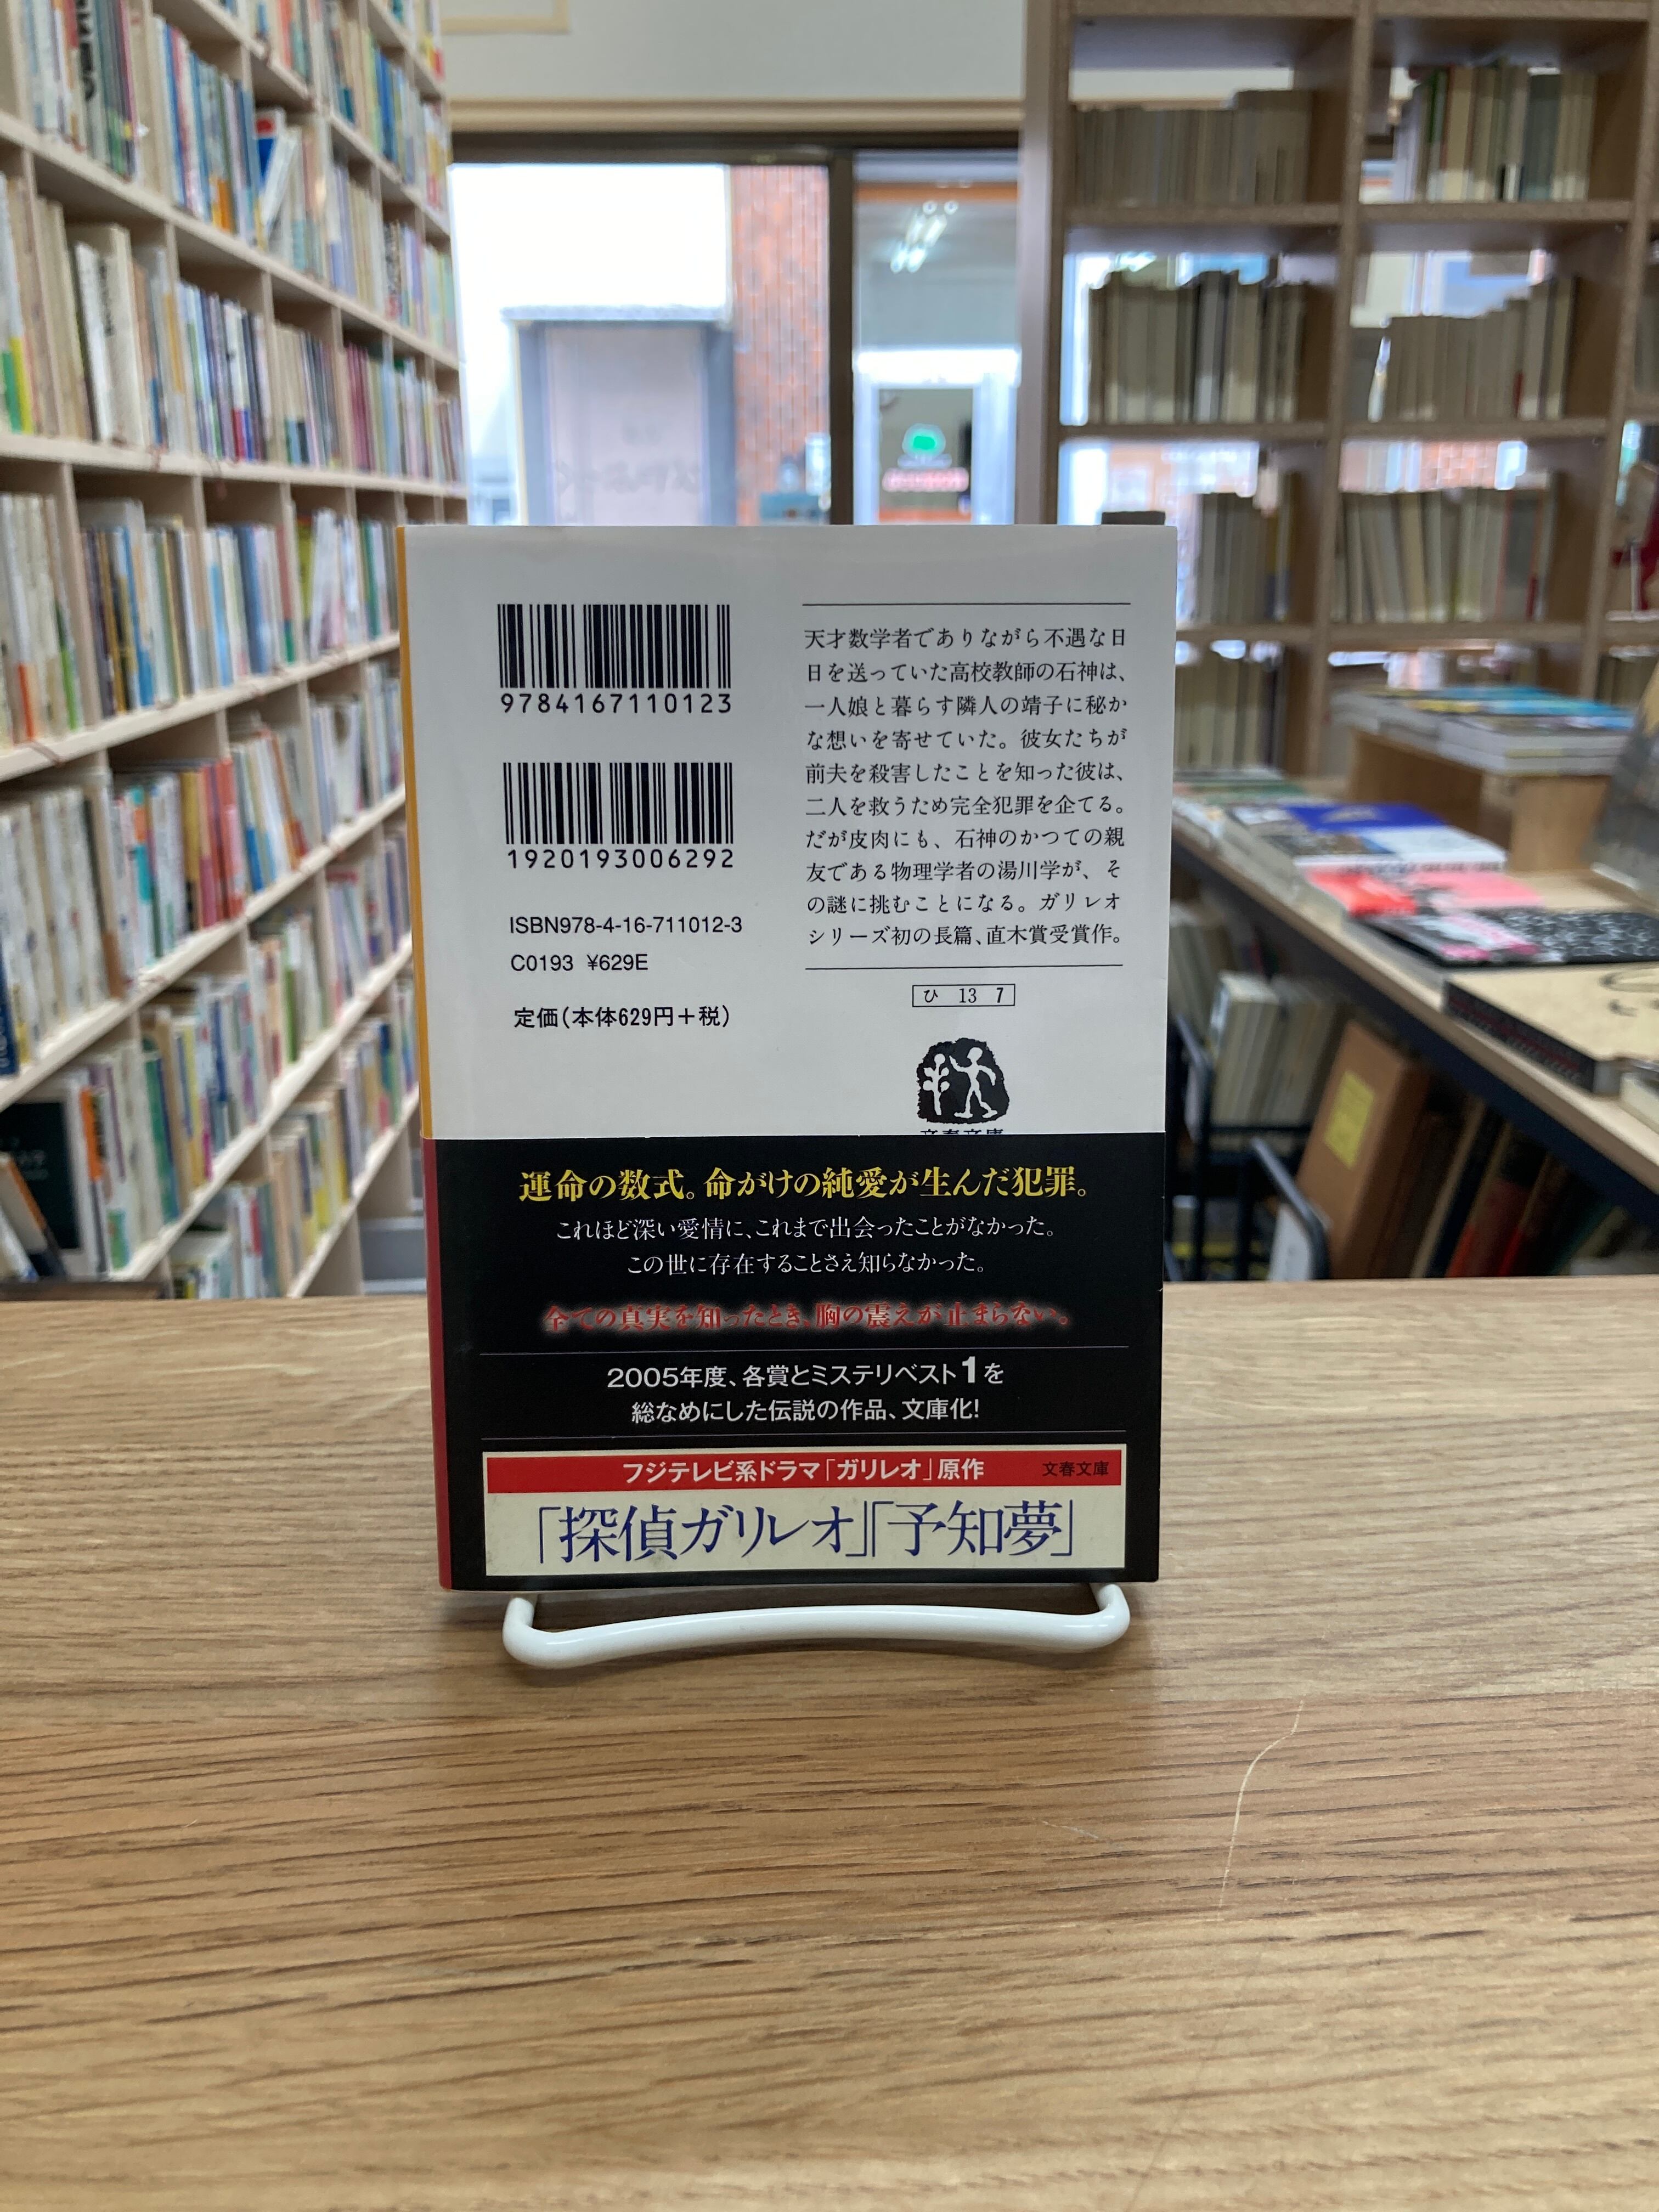 9784167110123
1920193006292
ISBN978-4-16-711012-3
C0193 ¥629E
定価(本体629円+税)
天才数学者でありながら不遇な日
日を送っていた高校教師の石神は、
一人娘と暮らす隣人の靖子に秘か
な想いを寄せていた。彼女たちが
前夫を殺害したことを知った彼は、
二人を救うため完全犯罪を企てる。
だが皮肉にも、石神のかつての親
友である物理学者の湯川学が、そ
の謎に挑むことになる。ガリレオ
シリーズ初の長篇、直木賞受賞作。
ひ 13 7
運命の数式。命がけの純愛が生んだ犯罪。
これほど深い愛情に、これまで出会ったことがなかった。
この世に存在することさえ知らなかった。
全ての真実を知ったとき、胸の震えが止まらない。
2005年度、各賞とミステリベスト1を
総なめにした伝説の作品、文庫化!
フジテレビ系ドラマ「ガリレオ」原作 文春文庫
「探偵ガリレオ」「予知夢」